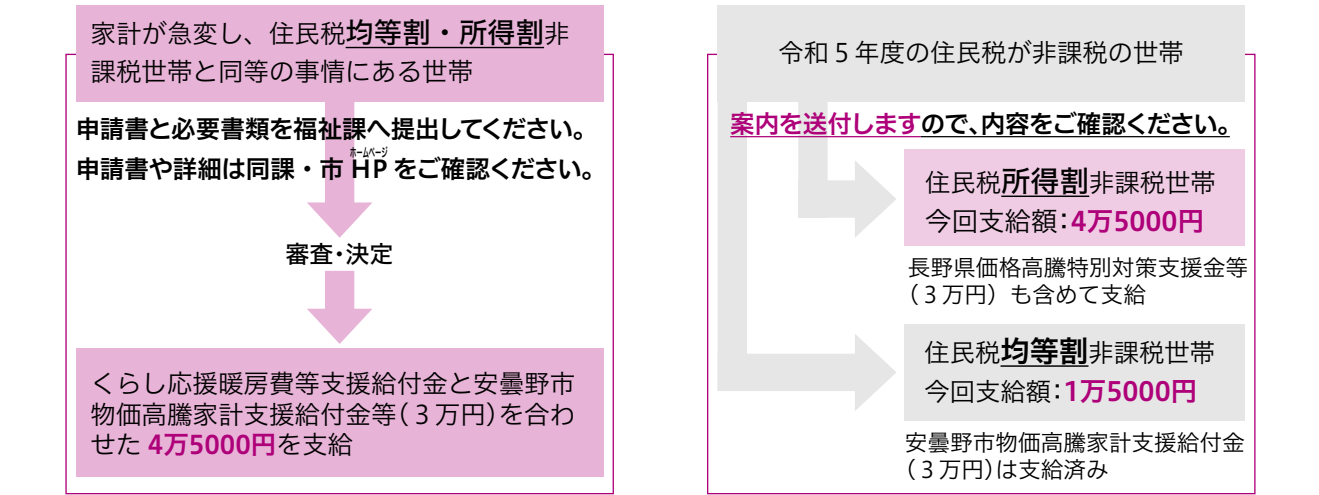 家計が急変し、住民税均等割・所得割非
課税世帯と同等の事情にある世帯
申請書と必要書類を福祉課へ提出してください。
ホームページ
申請書や詳細は同課・市HPをご確認ください。
審査・決定
くらし応援暖房費等支援給付金と安曇野市
物価高騰家計支援給付金等(3万円)を合わ
せた 4万5000円を支給
令和5年度の住民税が非課税の世帯
案内を送付しますので、内容をご確認ください。
住民税所得割非課税世帯
今回支給額:4万5000円
長野県価格高騰特別対策支援金等
(3万円)も含めて支給
住民税均等割非課税世帯
今回支給額:1万5000円
安曇野市物価高騰家計支援給付金
(3万円)は支給済み